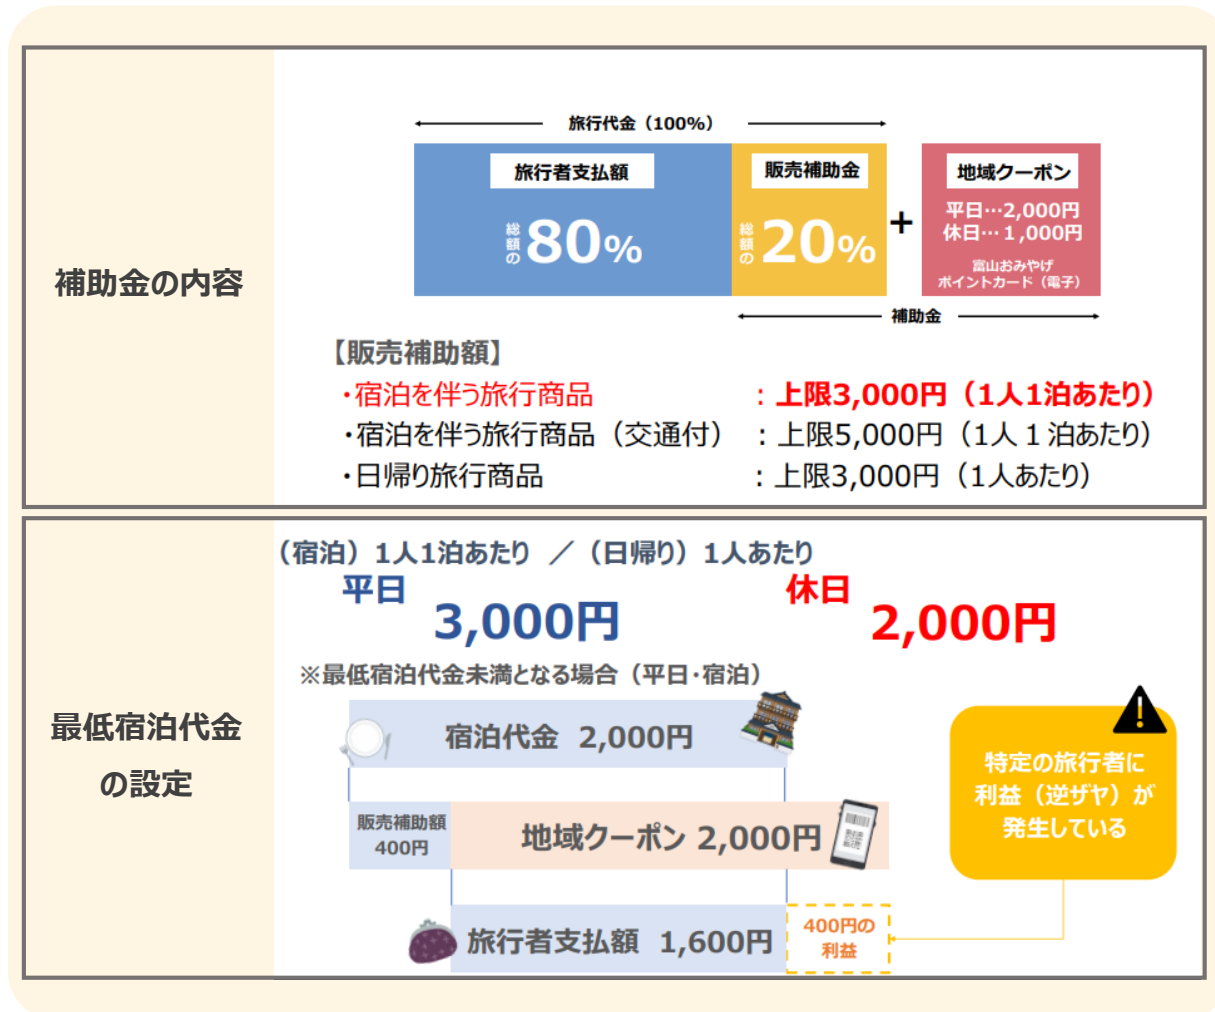 補助金の内容
旅行代金（100%）
旅行者支払額
総額の80%
販売補助金
総額の20%
+
地域クーポン
平日…2,000円
休日…１,000円
富山おみやげ
ポイントカード（電子）
補助金
【販売補助額】
・宿泊を伴う旅行商品 ：上限3,000円（1人1泊あたり）
・宿泊を伴う旅行商品（交通付） ：上限5,000円（1人１泊あたり）
・日帰り旅行商品 ：上限3,000円（1人あたり）
最低宿泊代金
の設定
（宿泊）1人1泊あたり ／（日帰り）1人あたり
平日 3,000円
休日 2,000円
※最低宿泊代金未満となる場合（平日・宿泊）
宿泊代金 2,000円
販売補助額
400円
地域クーポン 2,000円
旅行者支払額 1,600円
400円の
利益
特定の旅行者に
利益（逆ザヤ）が
発生している